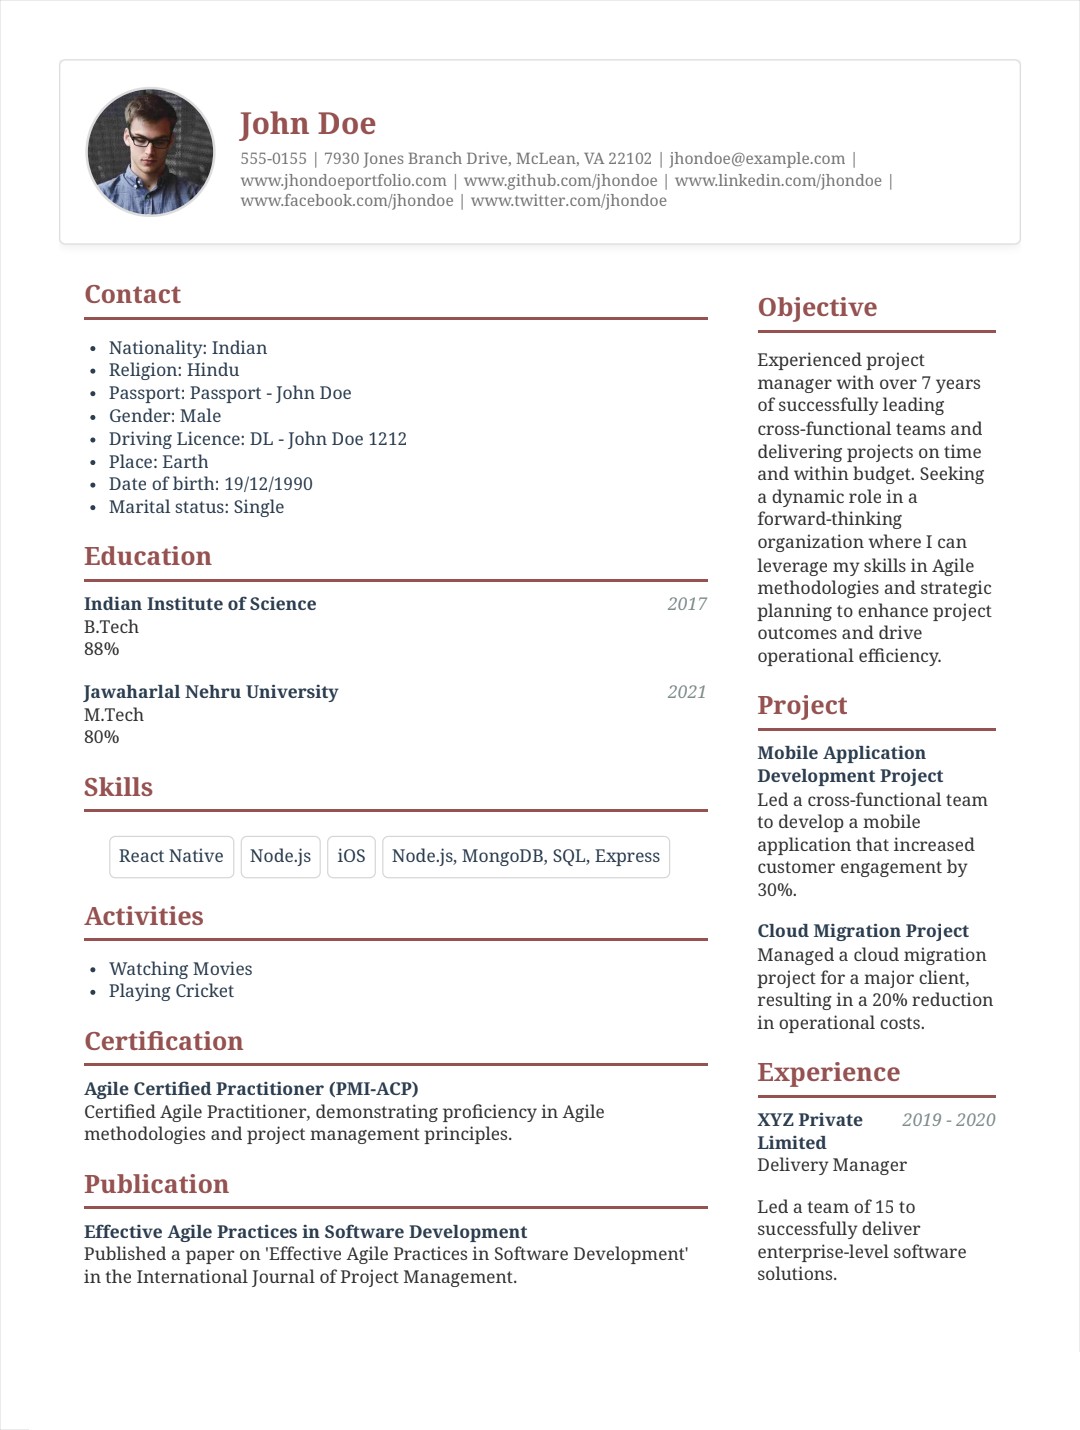 John Doe
555-0155 | 7930 Jones Branch Drive, McLean, VA 22102 | jhondoe@example.com |
www.jhondoeportfolio.com | www.github.com/jhondoe | www.linkedin.com/jhondoe |
www.facebook.com/jhondoe | www.twitter.com/jhondoe
Contact
• Nationality: Indian
• Religion: Hindu
• Passport: Passport - John Doe
• Gender: Male
• Driving Licence: DL - John Doe 1212
• Place: Earth
• Date of birth: 19/12/1990
• Marital status: Single
Education
Indian Institute of Science 2017
B.Tech
88%
Jawaharlal Nehru University 2021
M.Tech
80%
Skills
React Native Node.js iOS Node.js, MongoDB, SQL, Express
Activities
• Watching Movies
• Playing Cricket
Certification
Agile Certified Practitioner (PMI-ACP)
Certified Agile Practitioner, demonstrating proficiency in Agile
methodologies and project management principles.
Publication
Effective Agile Practices in Software Development
Published a paper on 'Effective Agile Practices in Software Development'
in the International Journal of Project Management.
Objective
Experienced project
manager with over 7 years
of successfully leading
cross-functional teams and
delivering projects on time
and within budget. Seeking
a dynamic role in a
forward-thinking
organization where I can
leverage my skills in Agile
methodologies and strategic
planning to enhance project
outcomes and drive
operational efficiency.
Project
Mobile Application
Development Project
Led a cross-functional team
to develop a mobile
application that increased
customer engagement by
30%.
Cloud Migration Project
Managed a cloud migration
project for a major client,
resulting in a 20% reduction
in operational costs.
Experience
XYZ Private 2019 - 2020
Limited
Delivery Manager
Led a team of 15 to
successfully deliver
enterprise-level software
solutions.